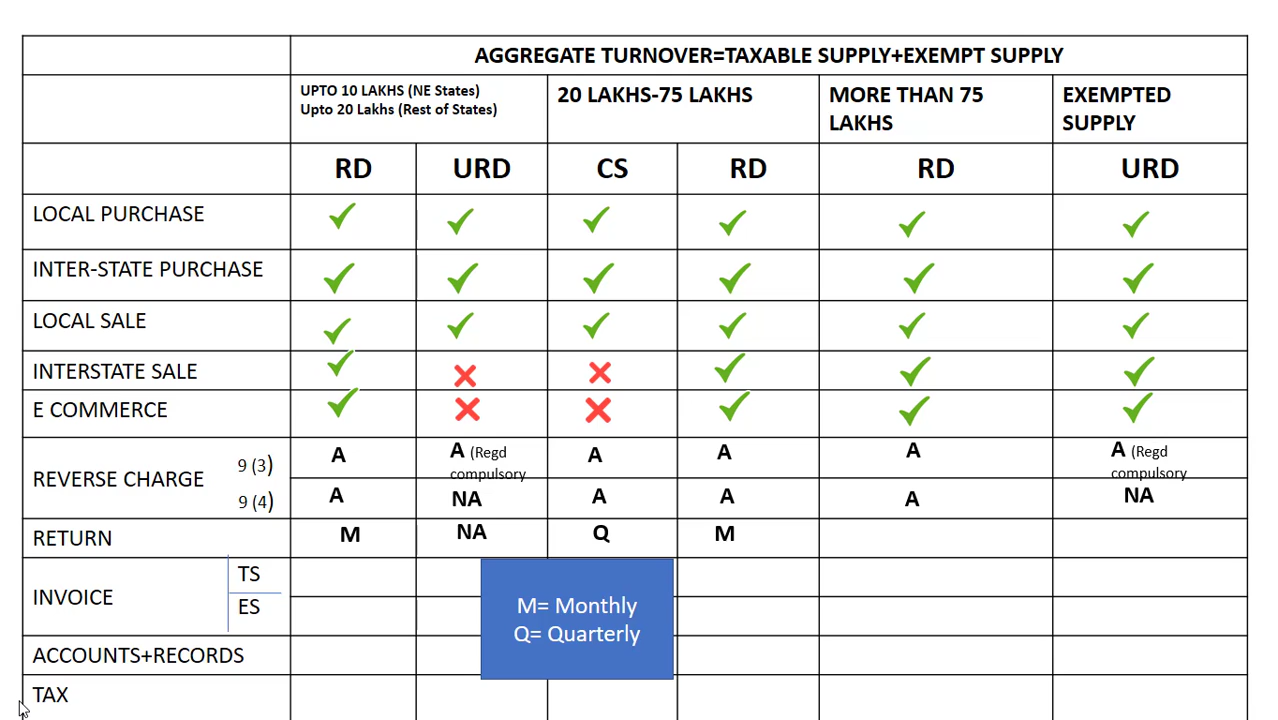 AGGREGATE TURNOVER=TAXABLE SUPPLY+EXEMPT SUPPLY
UPTO 10 LAKHS (NE States)
Upto 20 Lakhs (Rest of States)
20 LAKHS-75 LAKHS
MORE THAN 75
LAKHS
EXEMPTED
SUPPLY
RD URD CS RD RD URD
LOCAL PURCHASE
INTER-STATE PURCHASE
LOCAL SALE
INTERSTATE SALE
E COMMERCE
REVERSE CHARGE
9 (3) A A (Regd
compulsory A A A A (Regd
compulsory
9 (4) A NA A A A NA
RETURN M NA Q M
INVOICE
TS
ES
M= Monthly
Q= Quarterly
ACCOUNTS+RECORDS
TAX